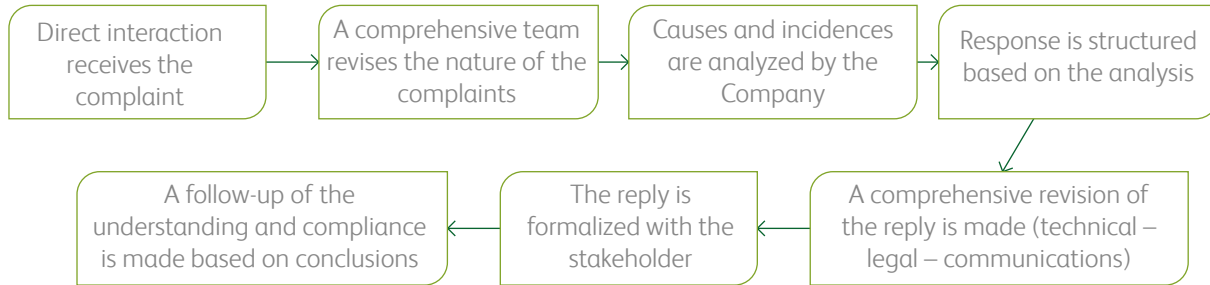 Direct interaction
receives the
complaint
A comprehensive team
revises the nature of the
complaints
Causes and incidences
are analyzed by the
Company
Response is structured
based on the analysis
A comprehensive revision of
the reply is made (technical –
legal – communications)
The reply is
formalized with the
stakeholder
A follow-up of the
understanding and compliance
is made based on conclusions